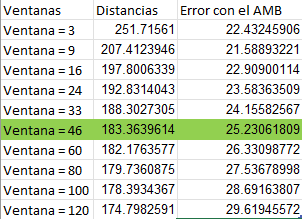 Ventanas Distancias Error con el AMB
Ventana = 3 251.71561 22.43245906
Ventana = 9 207.4123946 21.58893221
Ventana = 16 197.8006339 22.90900114
Ventana = 24 192.8314043 23.58363509
Ventana = 33 188.3027305 24.15582567
Ventana = 46 183.3639614 25.23061809
Ventana = 60 182.1763577 26.33098772
Ventana = 80 179.7360875 27.53678998
Ventana = 100 178.3934367 28.69163807
Ventana = 120 174.7982591 29.61945572